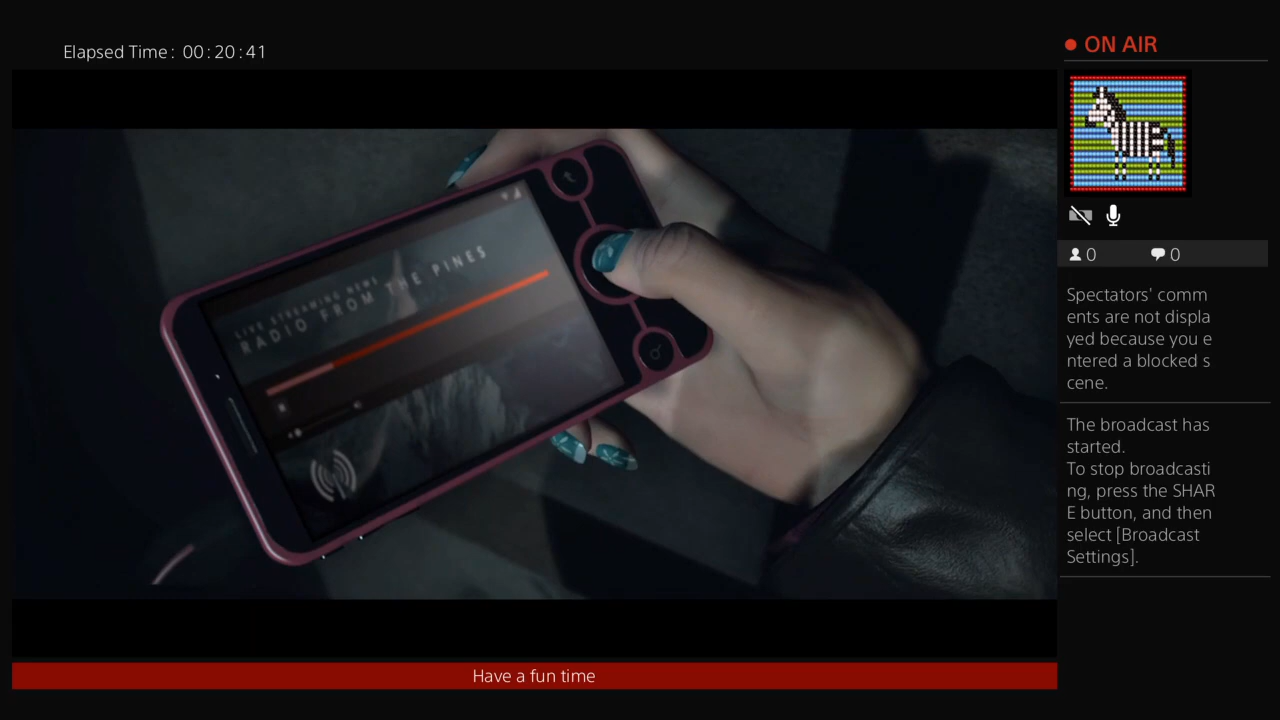 Elapsed Time: 00:20:41
ON AIR
LIVE STREAMING NEWS
RADIO FROM THE PINES
0
0
Spectators' comm
ents are not displa
yed because you e
ntered a blocked s
cene.
The broadcast has
started.
To stop broadcasti
ng, press the SHAR
E button, and then
select [Broadcast
Settings].
Have a fun time